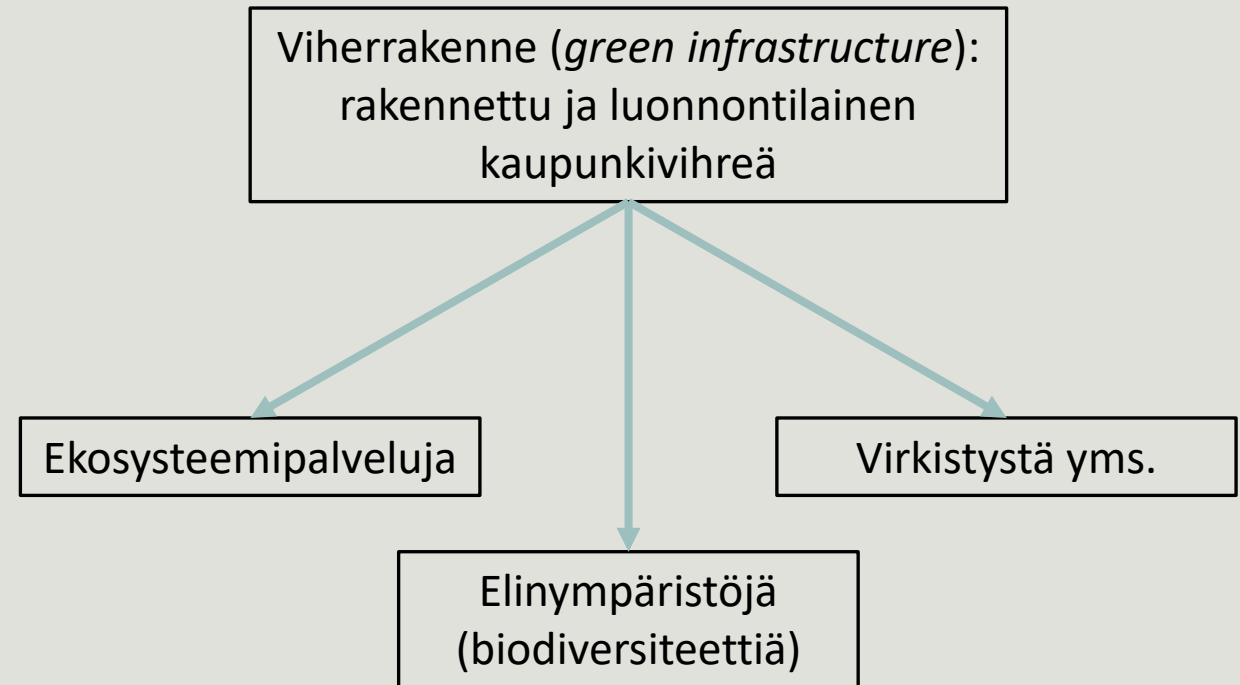 Viherrakenne (green infrastructure):
rakennettu ja luonnontilainen
kaupunkivihreä
Ekosysteemipalveluja
Virkistystä yms.
Elinympäristöjä
(biodiversiteettiä)